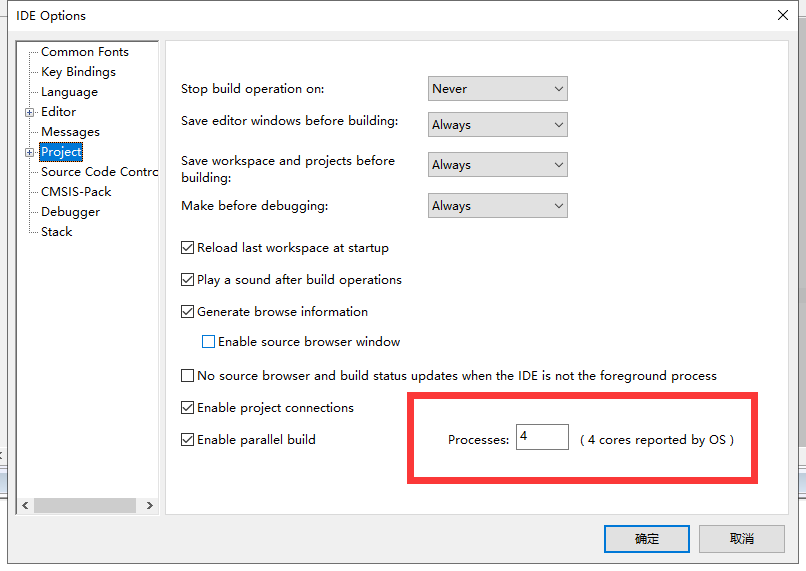 IDE Options
Common Fonts
Key Bindings
Language
Editor
Messages
Project
Source Code Contro
CMSIS-Pack
Debugger
Stack
Stop build operation on: Never
Save editor windows before building: Always
Save workspace and projects before
building: Always
Make before debugging: Always
Reload last workspace at startup
Play a sound after build operations
Generate browse information
Enable source browser window
No source browser and build status updates when the IDE is not the foreground process
Enable project connections
Enable parallel build Processes: 4 ( 4 cores reported by OS )
确定 取消